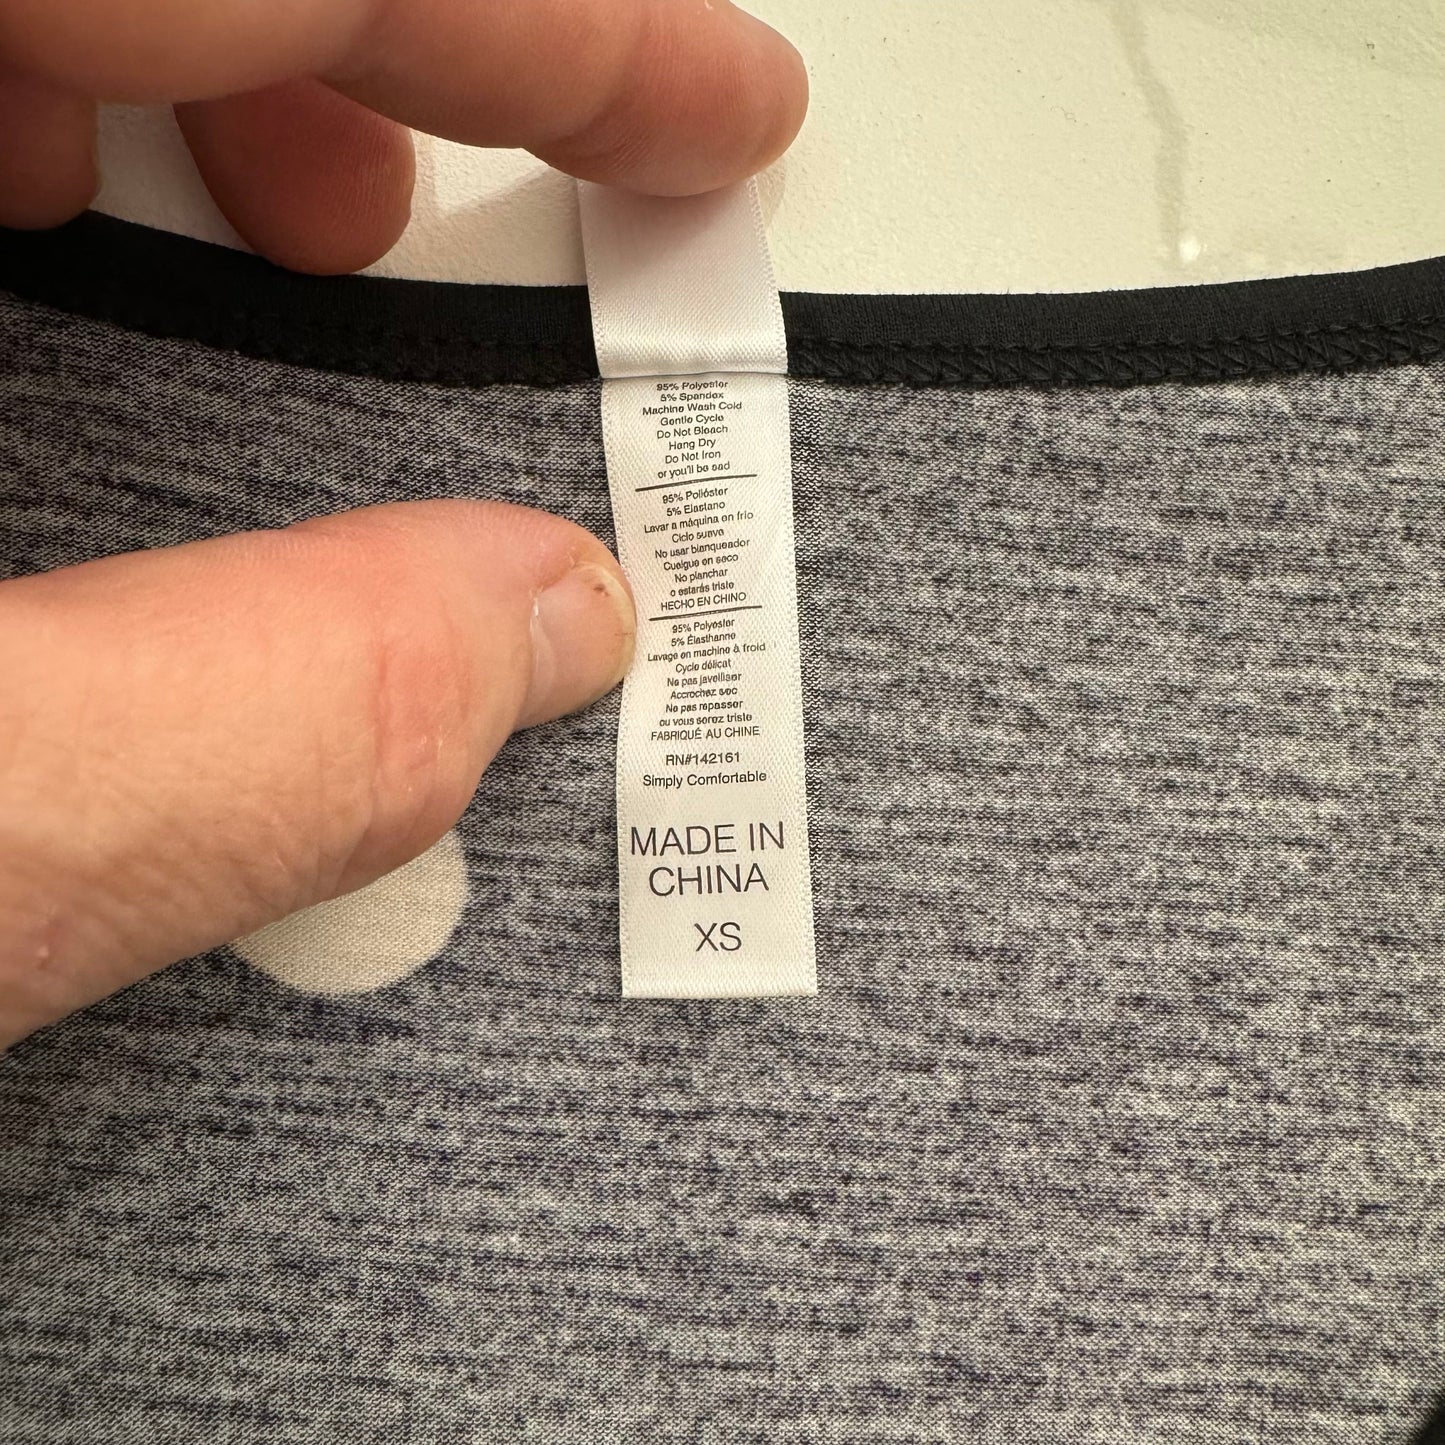 95% Polyester
5% Spandex
Machine Wash Cold
Gentle Cycle
Do Not Bleach
Hang Dry
Do Not Iron
or you'll be sad
95% Poliéster
5% Elastano
Lavar a máquina en frio
Ciclo suave
No usar blanqueador
Cuelgue en seco
No planchar
o estarás triste
HECHO EN CHINO
95% Polyester
5% Élasthanne
Lavage en machine à froid
Cycle délicat
Ne pas javelliser
Accrochez sec
Ne pas repasser
ou vous serez triste
FABRIQUÉ AU CHINE
RN#142161
Simply Comfortable
MADE IN
CHINA
XS